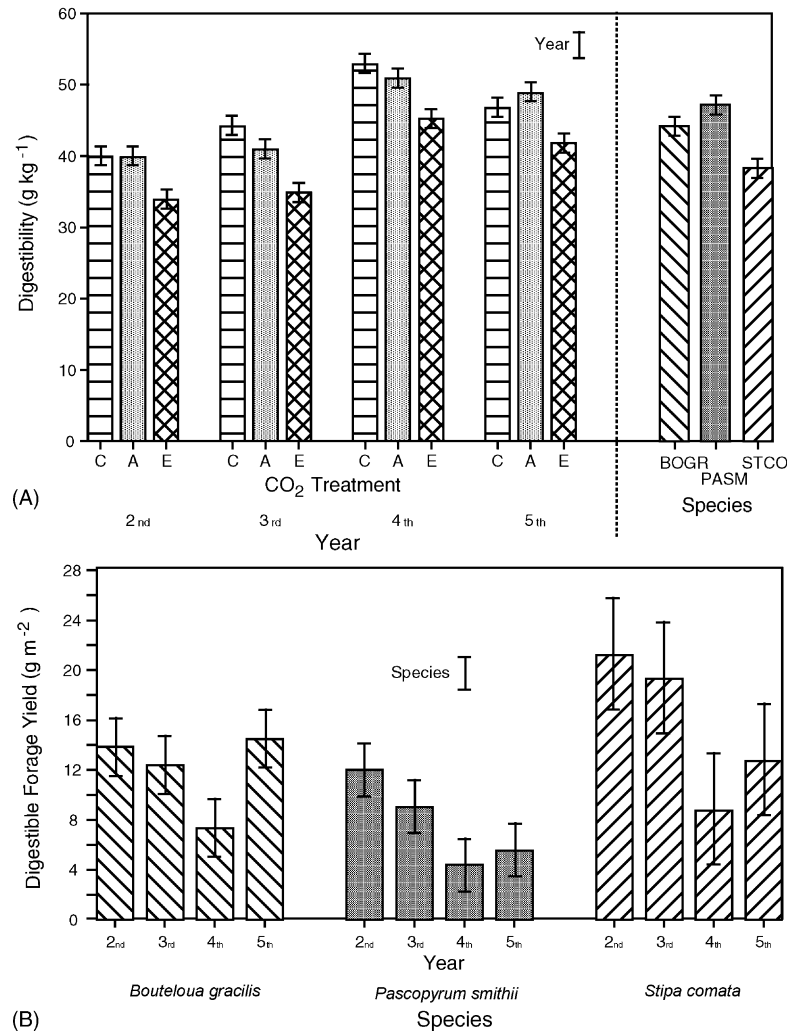 60
50
40
30
20
10
0
Digestibility (g kg⁻¹)
Year
C A E C A E C A E C A E
BOGR STCO
PASM
CO₂ Treatment
Species
(A)
2nd 3rd 4th 5th
Year
28
24
20
16
12
8
4
0
Digestible Forage Yield (g m⁻²)
Species
2nd 3rd 4th 5th 2nd 3rd 4th 5th 2nd 3rd 4th 5th
Year
Bouteloua gracilis Pascopyrum smithii Stipa comata
(B)
Species